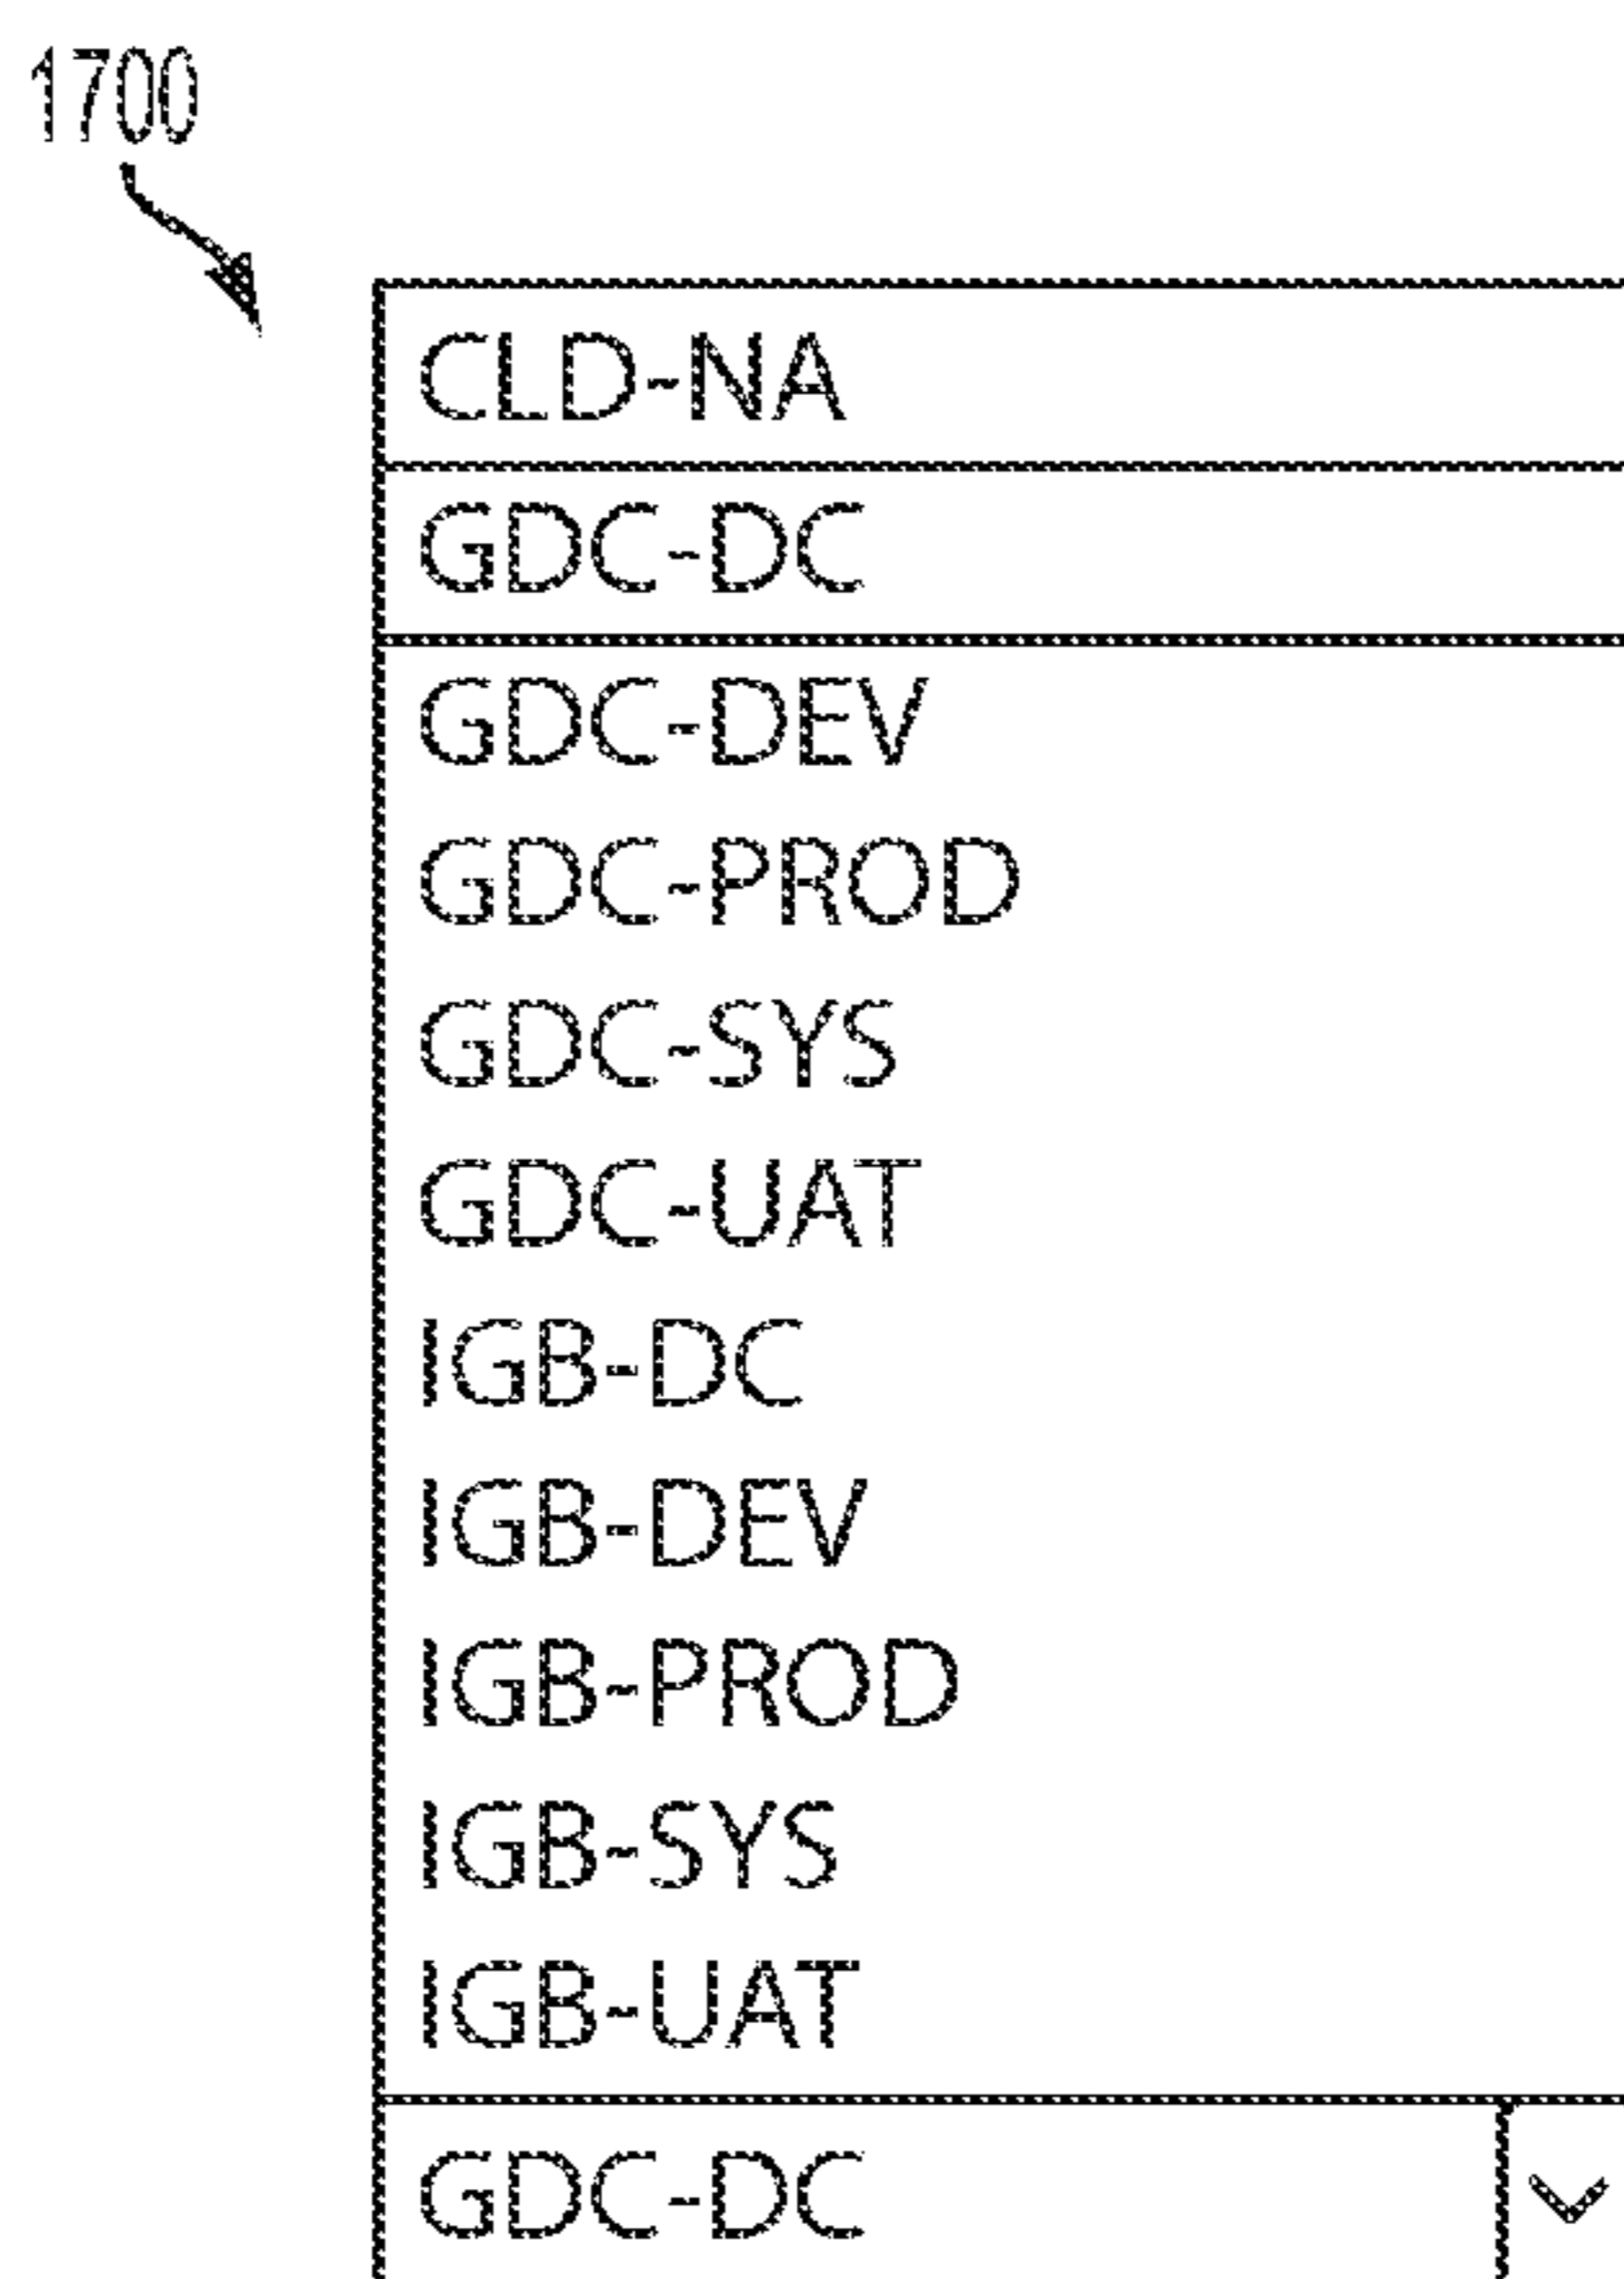 1700
CLD-NA
GDC-DC
GDC-DEV
GDC-PROD
GDC-SYS
GDC-UAT
IGB-DC
IGB-DEV
IGB-PROD
IGB-SYS
IGB-UAT
GDC-DC